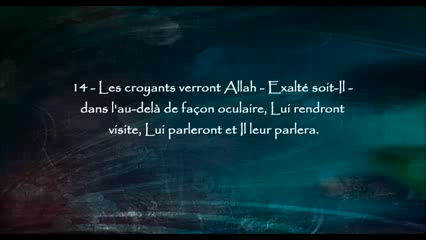 14 - Les croyants verront Allah - Exalté soit-Il -
dans l'au-delà de façon oculaire, Lui rendront
visite, Lui parleront et Il leur parlera.